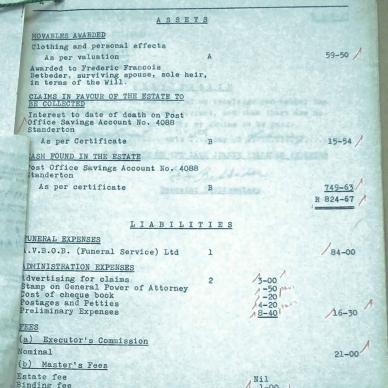 ASSETS
MOVABLES AWARDED
Clothing and personal effects
As per valuation A 59-50
Awarded to Frederic Francois
Betbeder, surviving spouse, sole heir,
in terms of the Will.
CLAIMS IN FAVOUR OF THE ESTATE TO
BE COLLECTED
Interest to date of death on Post
Office Savings Account No. 4088
Standerton
As per Certificate B 15-54
CASH FOUND IN THE ESTATE
Post Office Savings Account No. 4088
Standerton
As per certificate B 749-63
R 824-67
LIABILITIES
FUNERAL EXPENSES
A.V.B.O.B. (Funeral Service) Ltd 1 84-00
ADMINISTRATION EXPENSES
Advertising for claims 2 3-00
Stamp on General Power of Attorney -50
Cost of cheque book -20
Postages and Petties 4-20
Preliminary Expenses 8-40 16-30
FEES
(a) Executor's Commission
Nominal 21-00
(b) Master's Fees
Estate fee Nil
Binding fee 1-00